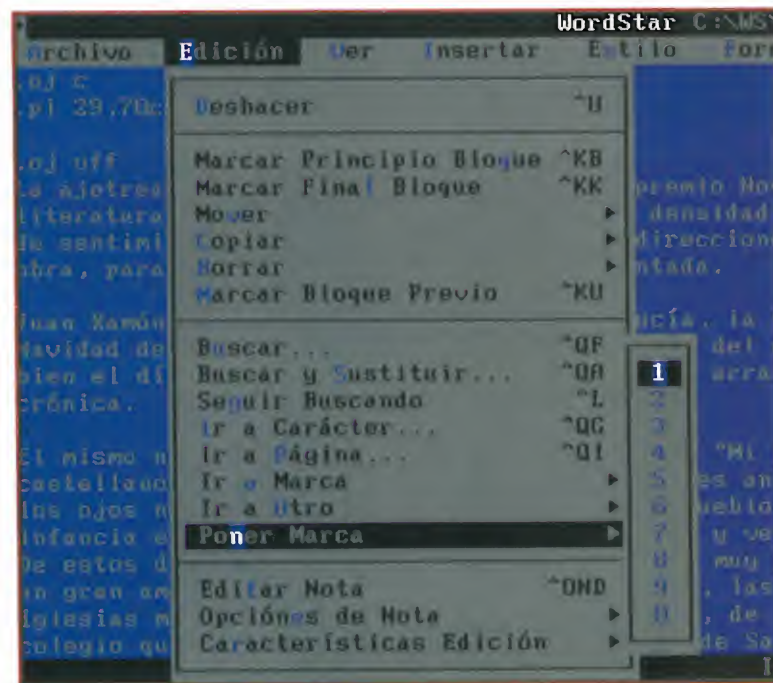 WordStar C:\WS
Archivo Edición Ver Insertar Estilo For
.oj c
.pl 29,70c
Deshacer ^U
.oj off
Marcar Principio Bloque ^KB
La ajetrea Marcar Final Bloque ^KK premio No
literatura Mover densidad
de sentimi Copiar direccion
obra, para Borrar ntada.
Marcar Bloque Previo ^KU
Juan Ramón ucía, la
navidad de Buscar... ^QF del
bien el dí Buscar y Sustituir... ^QA 1 arra
crónica. Seguir Buscando ^L 2
Ir a Carácter... ^QG 3
El mismo n Ir a Página... ^QI 4 "Mi
castellano Ir a Marca 5 es an
los ojos n Ir a Otro 6 ueblo
infancia e Poner Marca 7 y ve
De estos d 8 muy
un gran am Editar Nota ^OND 9 , las
iglesias m Opciónes de Nota 0 , de
colegio qu Características Edición de Sa